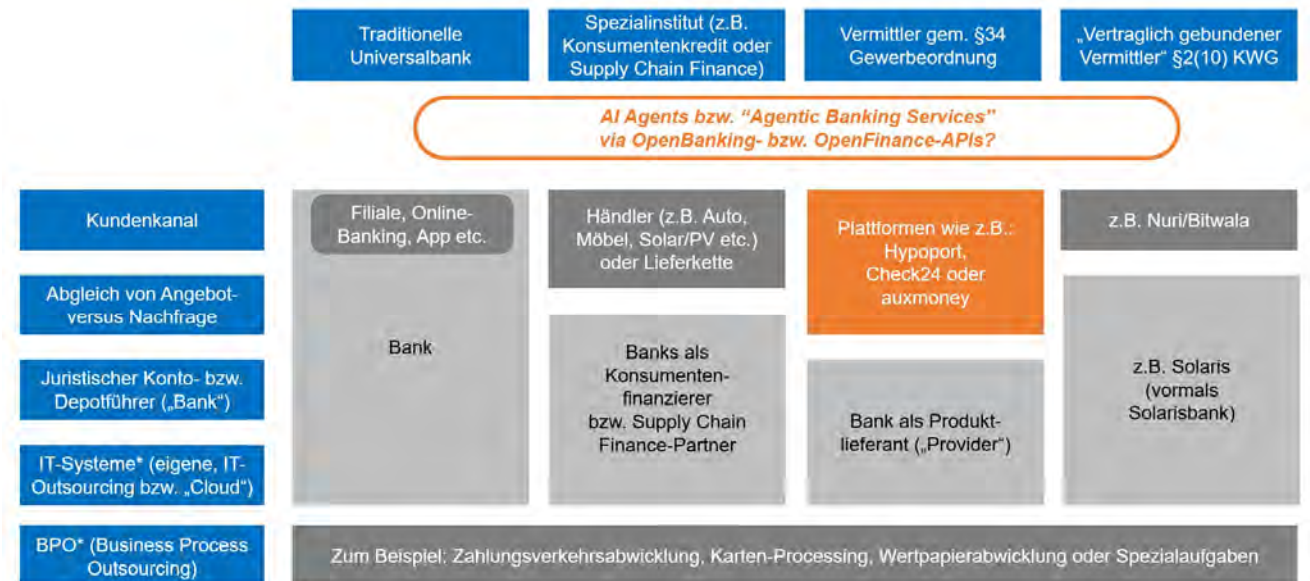 Traditionelle
Universalbank
Spezialinstitut (z.B.
Konsumentenkredit oder
Supply Chain Finance)
Vermittler gem. §34
Gewerbeordnung
„Vertraglich gebundener
Vermittler“ §2(10) KWG
AI Agents bzw. “Agentic Banking Services”
via OpenBanking- bzw. OpenFinance-APIs?
Kundenkanal
Filiale, Online-
Banking, App etc.
Händler (z.B. Auto,
Möbel, Solar/PV etc.)
oder Lieferkette
Plattformen wie z.B.:
Hypoport,
Check24 oder
auxmoney
z.B. Nuri/Bitwala
Abgleich von Angebot-
versus Nachfrage
Bank
Banks als
Konsumenten-
finanzierer
bzw. Supply Chain
Finance-Partner
z.B. Solaris
(vormals
Solarisbank)
Juristischer Konto- bzw.
Depotführer („Bank“)
Bank als Produkt-
lieferant („Provider“)
IT-Systeme* (eigene, IT-
Outsourcing bzw. „Cloud“)
BPO* (Business Process
Outsourcing)
Zum Beispiel: Zahlungsverkehrsabwicklung, Karten-Processing, Wertpapierabwicklung oder Spezialaufgaben